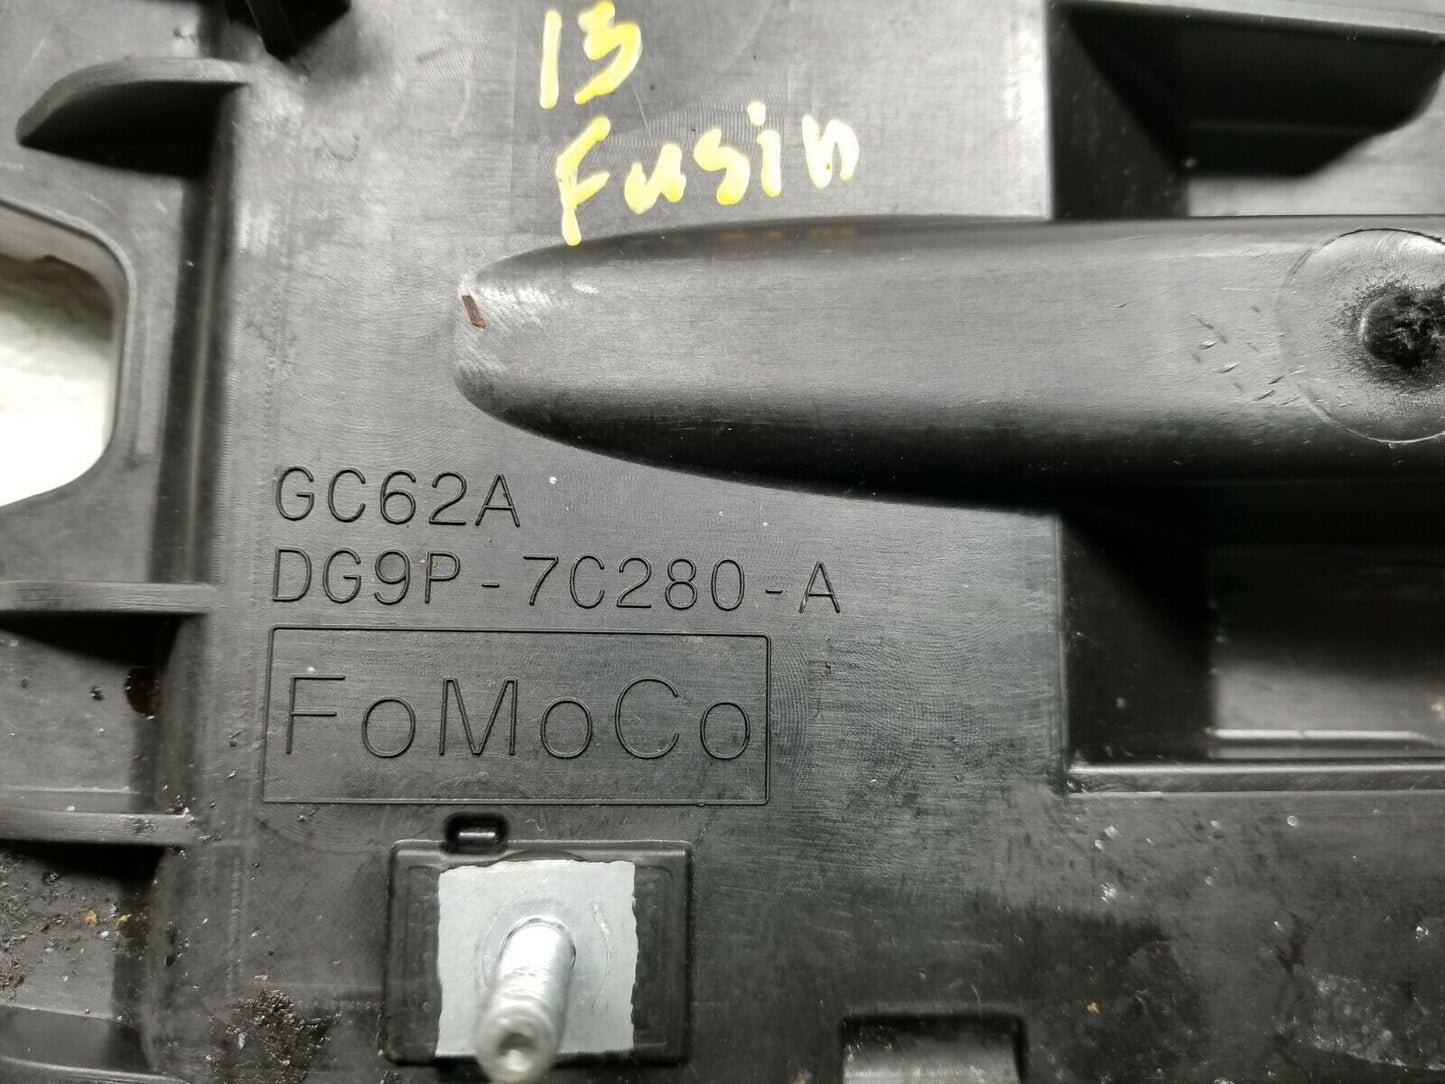 13
Fusin
GC62A
DG9P-7C280-A
FoMoCo